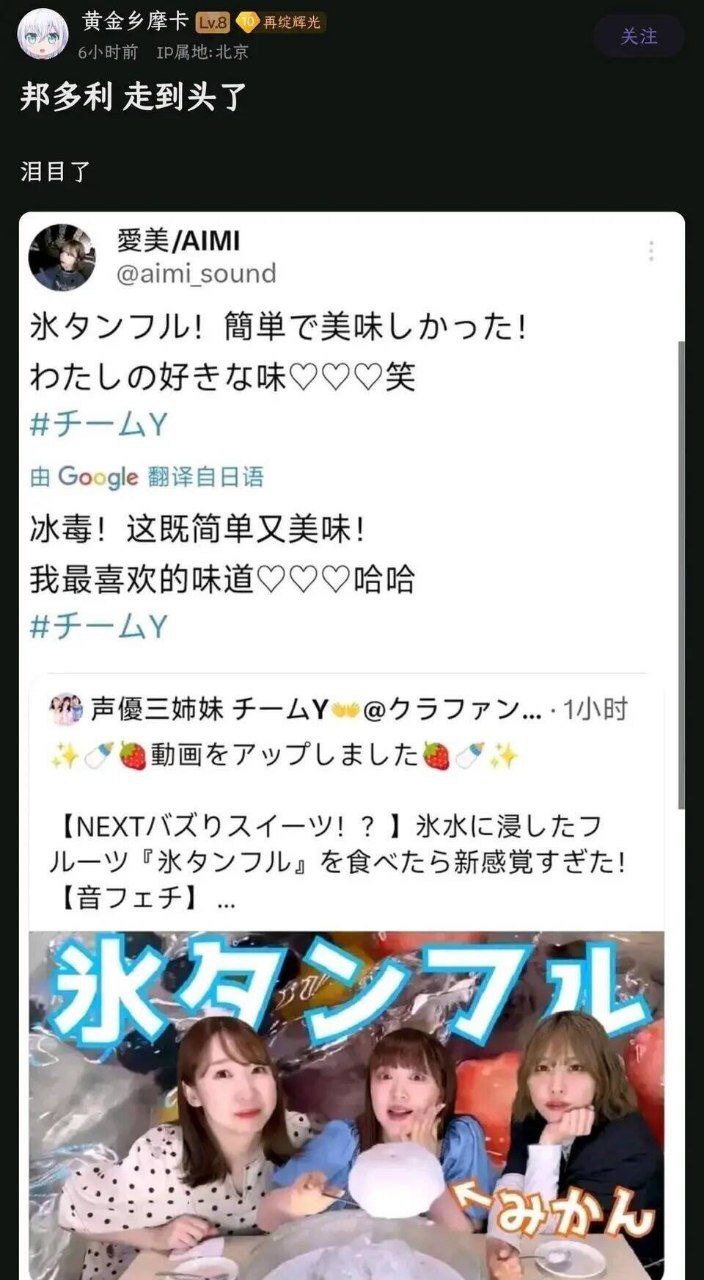 黄金乡摩卡 Lv.8 10 再绽辉光
6小时前 IP属地:北京
关注
邦多利 走到头了
泪目了
愛美/AIMI
@aimi_sound
氷タンフル！簡単で美味しかった！
わたしの好きな味♡♡♡笑
#チームY
由 Google 翻译自日语
冰毒！这既简单又美味！
我最喜欢的味道♡♡♡哈哈
#チームY
声優三姉妹 チームY👐@クラファン... · 1小时
✨🍼🍓動画をアップしました🍓🍼✨
【NEXTバズりスイーツ！？】氷水に浸したフ
ルーツ『氷タンフル』を食べたら新感覚すぎた！
【音フェチ】 ...
氷タンフル
←みかん